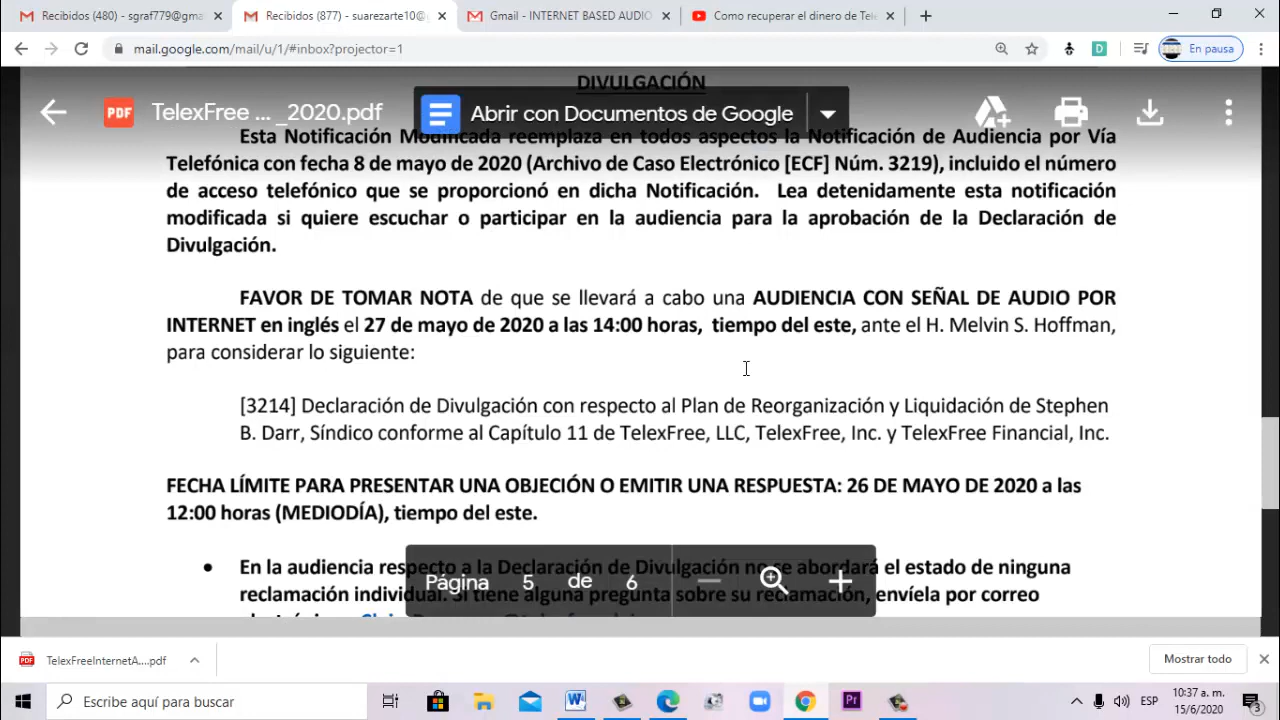 Recibidos (480) - sgraf779@gma
Recibidos (877) - suarezarte10@g
Gmail - INTERNET BASED AUDIO
Como recuperar el dinero de Tele
mail.google.com/mail/u/1/#inbox?projector=1
D
En pausa
DIVULGACIÓN
PDF
TelexFree ... _2020.pdf
Abrir con Documentos de Google
Esta Notificación Modificada reemplaza en todos aspectos la Notificación de Audiencia por Vía
Telefónica con fecha 8 de mayo de 2020 (Archivo de Caso Electrónico [ECF] Núm. 3219), incluido el número
de acceso telefónico que se proporcionó en dicha Notificación. Lea detenidamente esta notificación
modificada si quiere escuchar o participar en la audiencia para la aprobación de la Declaración de
Divulgación.
FAVOR DE TOMAR NOTA de que se llevará a cabo una AUDIENCIA CON SEÑAL DE AUDIO POR
INTERNET en inglés el 27 de mayo de 2020 a las 14:00 horas, tiempo del este, ante el H. Melvin S. Hoffman,
para considerar lo siguiente:
[3214] Declaración de Divulgación con respecto al Plan de Reorganización y Liquidación de Stephen
B. Darr, Síndico conforme al Capítulo 11 de TelexFree, LLC, TelexFree, Inc. y TelexFree Financial, Inc.
FECHA LÍMITE PARA PRESENTAR UNA OBJECIÓN O EMITIR UNA RESPUESTA: 26 DE MAYO DE 2020 a las
12:00 horas (MEDIODÍA), tiempo del este.
• En la audiencia respecto a la Declaración de Divulgación no se abordará el estado de ninguna
reclamación individual. Si tiene alguna pregunta sobre su reclamación, envíela por correo
Página 5 de 6
TelexFreeInternetA....pdf
Mostrar todo
Escribe aquí para buscar
Pr
ESP
10:37 a. m.
15/6/2020
3